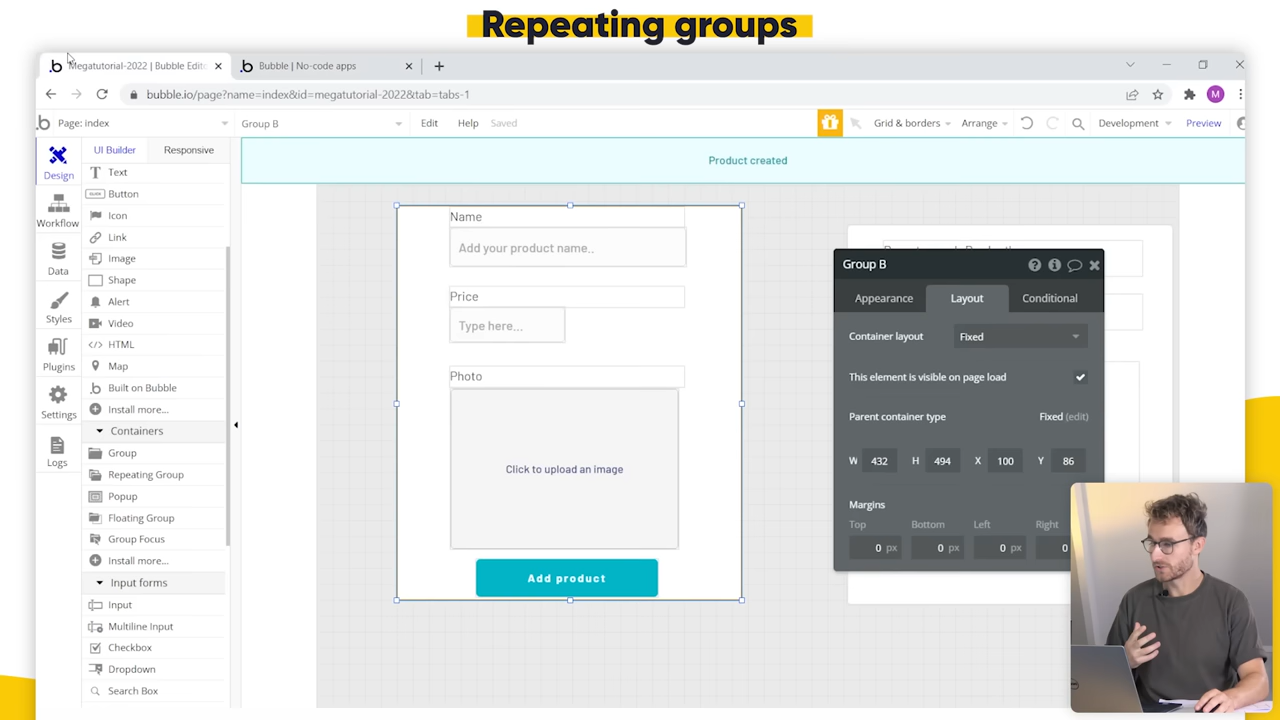 Repeating groups
Megatutorial-2022 | Bubble Edito
Bubble | No-code apps
bubble.io/page?name=index&id=megatutorial-2022&tab=tabs-1
M
Page: index
Group B
Edit
Help
Saved
Grid & borders
Arrange
Development
Preview
UI Builder
Responsive
Product created
Design
Workflow
Data
Styles
Plugins
Settings
Logs
Text
Button
Icon
Link
Image
Shape
Alert
Video
HTML
Map
Built on Bubble
Install more...
Containers
Group
Repeating Group
Popup
Floating Group
Group Focus
Install more...
Input forms
Input
Multiline Input
Checkbox
Dropdown
Search Box
Name
Add your product name..
Price
Type here...
Photo
Click to upload an image
Add product
Group B
Appearance
Layout
Conditional
Container layout
Fixed
This element is visible on page load
Parent container type
Fixed (edit)
W 432 H 494 X 100 Y 86
Margins
Top Bottom Left Right
0 px 0 px 0 px 0